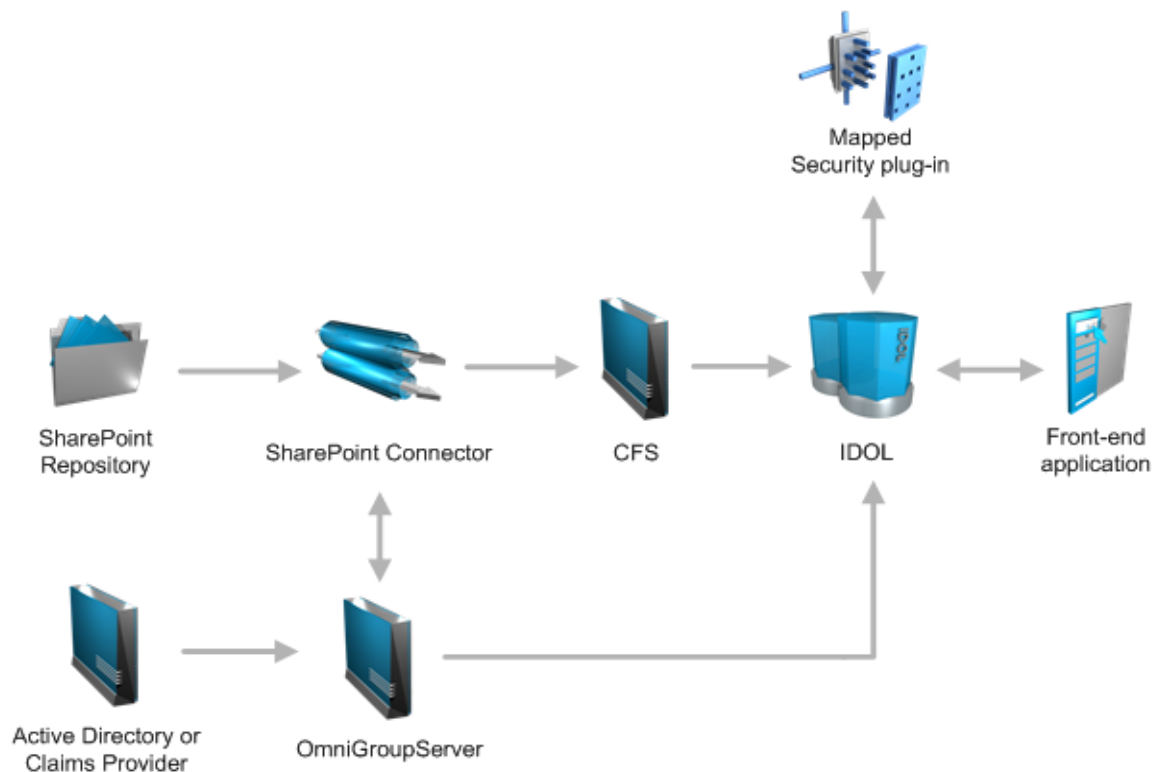 Mapped
Security plug-in
IDOL
SharePoint
Repository
SharePoint Connector
CFS
IDOL
Front-end
application
Active Directory or
Claims Provider
OmniGroupServer